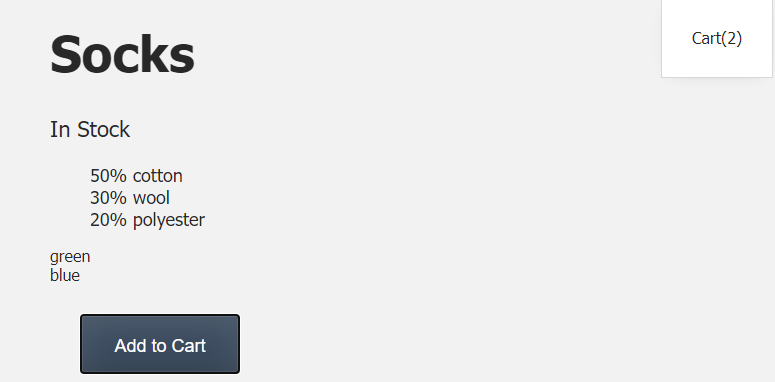 Socks
Cart(2)
In Stock
50% cotton
30% wool
20% polyester
green
blue
Add to Cart